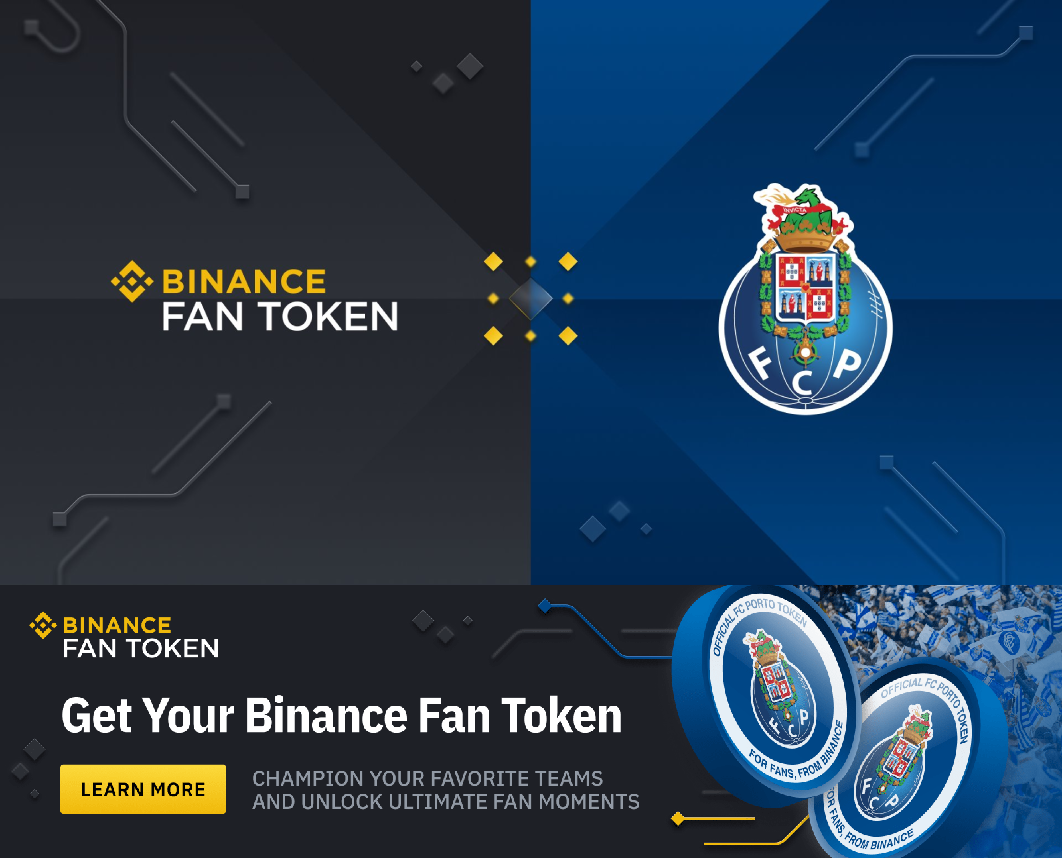 BINANCE
FAN TOKEN
INVICTA
F C P
BINANCE
FAN TOKEN
Get Your Binance Fan Token
LEARN MORE
CHAMPION YOUR FAVORITE TEAMS
AND UNLOCK ULTIMATE FAN MOMENTS
OFFICIAL FC PORTO TOKEN
F C P
FOR FANS, FROM BINANCE
OFFICIAL FC PORTO TOKEN
F C P
FOR FANS, FROM BINANCE